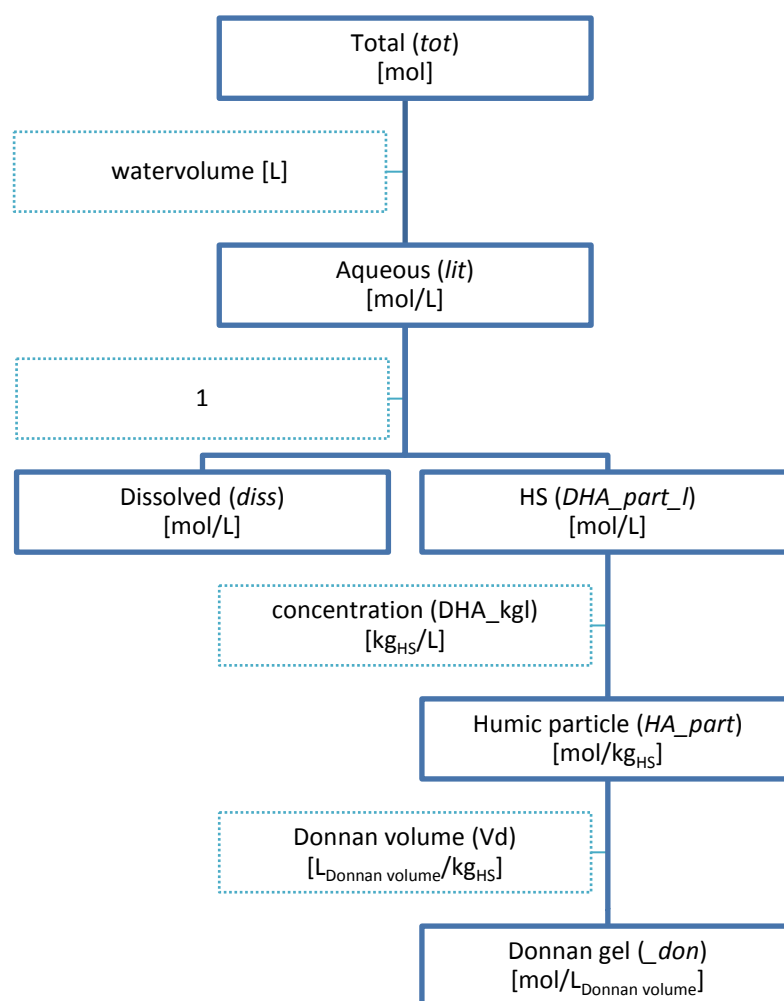 Total (tot)
[mol]
watervolume [L]
Aqueous (lit)
[mol/L]
1
Dissolved (diss)
[mol/L]
HS (DHA_part_l)
[mol/L]
concentration (DHA_kgl)
[kgHS/L]
Humic particle (HA_part)
[mol/kgHS]
Donnan volume (Vd)
[LDonnan volume/kgHS]
Donnan gel (_don)
[mol/LDonnan volume]